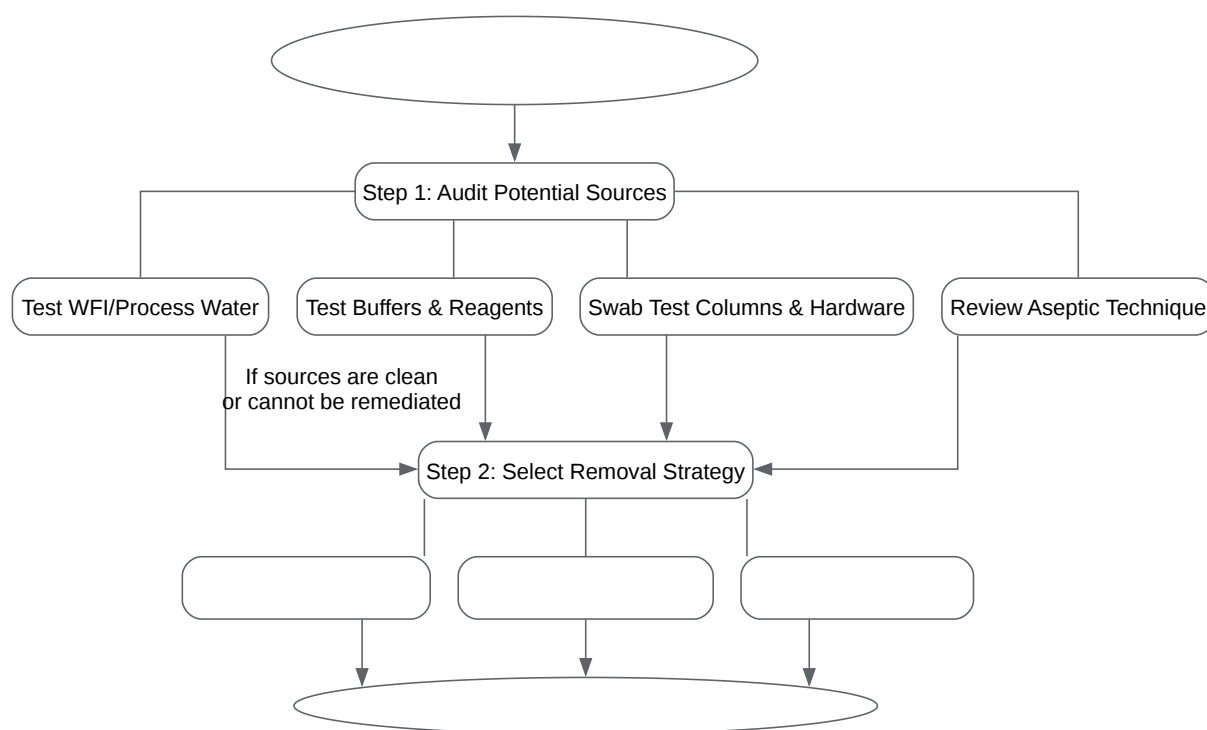 Step 1: Audit Potential Sources
Test WFI/Process Water
Test Buffers & Reagents
Swab Test Columns & Hardware
Review Aseptic Technique
If sources are clean
or cannot be remediated
Step 2: Select Removal Strategy